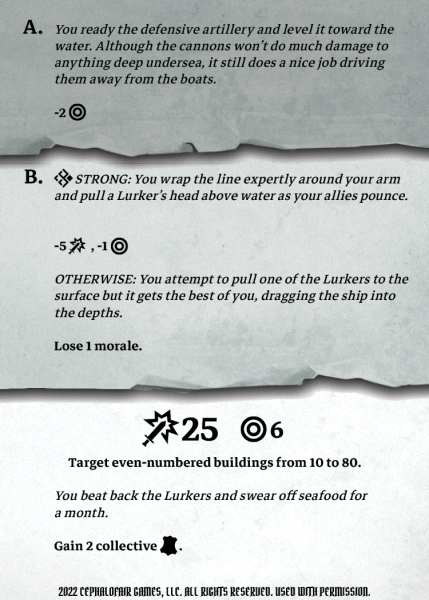 A. You ready the defensive artillery and level it toward the
water. Although the cannons won't do much damage to
anything deep undersea, it still does a nice job driving
them away from the boats.
-2
B. STRONG: You wrap the line expertly around your arm
and pull a Lurker's head above water as your allies pounce.
-5 , -1
OTHERWISE: You attempt to pull one of the Lurkers to the
surface but it gets the best of you, dragging the ship into
the depths.
Lose 1 morale.
25 6
Target even-numbered buildings from 10 to 80.
You beat back the Lurkers and swear off seafood for
a month.
Gain 2 collective .
2022 CEPHALOFAIR GAMES, LLC. ALL RIGHTS RESERVED. USED WITH PERMISSION.